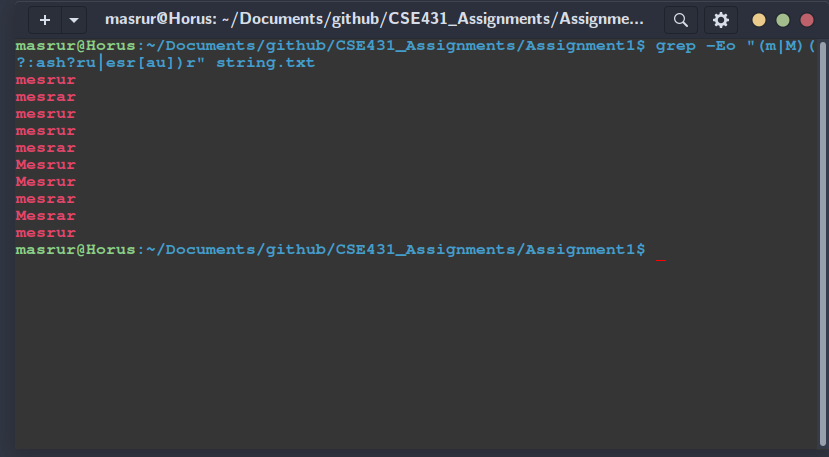 masrur@Horus: ~/Documents/github/CSE431_Assignments/Assignme...
masrur@Horus:~/Documents/github/CSE431_Assignments/Assignment1$ grep -Eo "(m|M)(
?:ash?ru|esr[au])r" string.txt
mesrur
mesrar
mesrur
mesrur
mesrar
Mesrur
Mesrur
mesrar
Mesrar
mesrur
masrur@Horus:~/Documents/github/CSE431_Assignments/Assignment1$